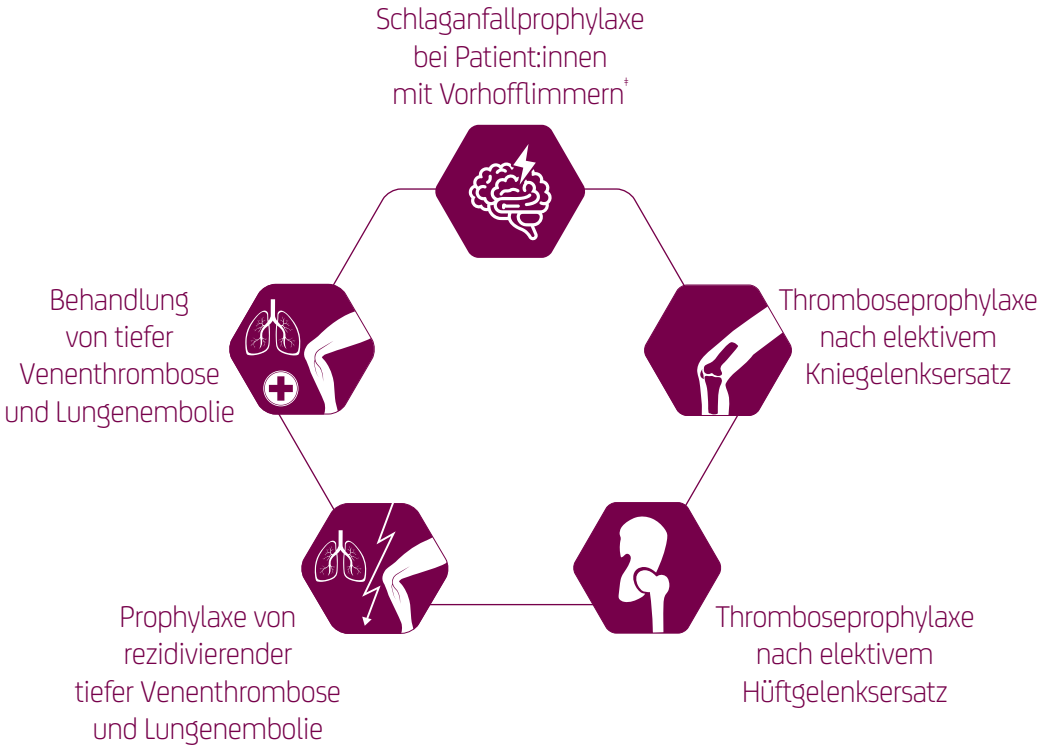 Schlaganfallprophylaxe
bei Patient:innen
mit Vorhofflimmern‡
Behandlung
von tiefer
Venenthrombose
und Lungenembolie
Thromboseprophylaxe
nach elektivem
Kniegelenksersatz
Prophylaxe von
rezidivierender
tiefer Venenthrombose
und Lungenembolie
Thromboseprophylaxe
nach elektivem
Hüftgelenksersatz